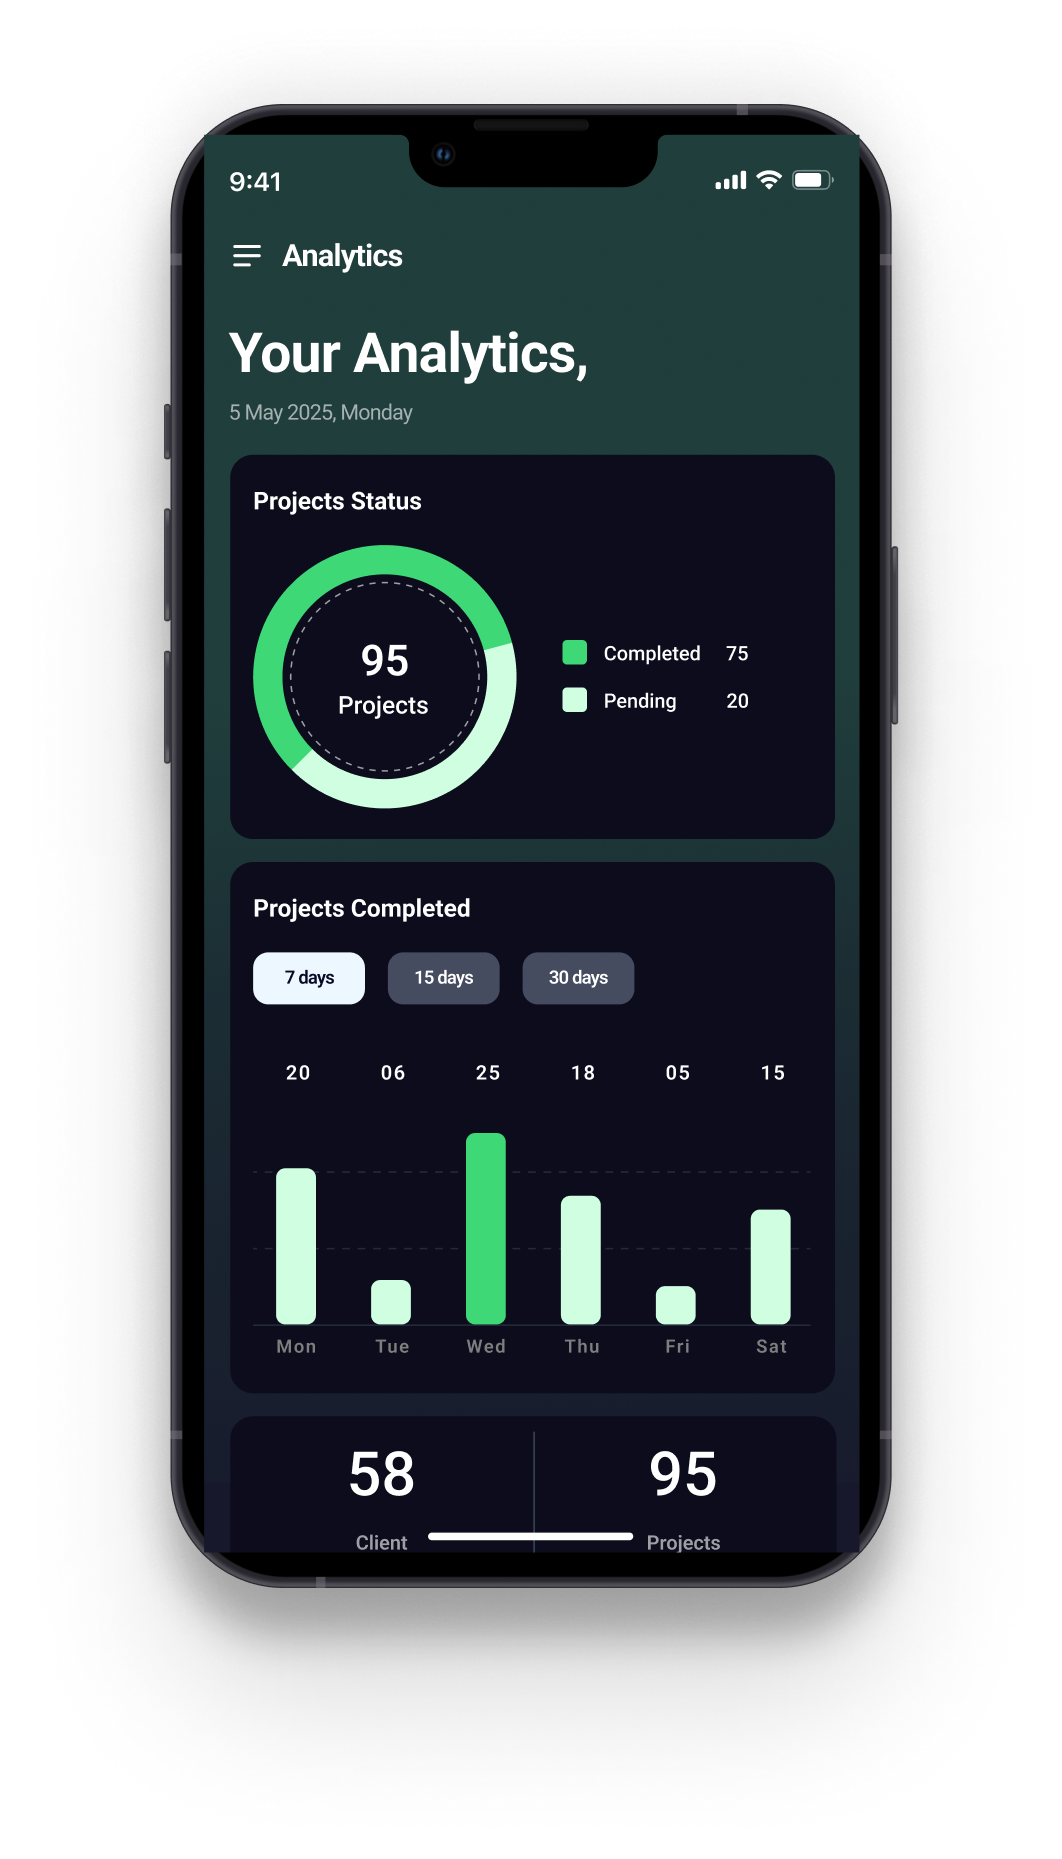 9:41
Analytics
Your Analytics,
5 May 2025, Monday
Projects Status
95
Projects
Completed 75
Pending 20
Projects Completed
7 days 15 days 30 days
20 06 25 18 05 15
Mon Tue Wed Thu Fri Sat
58 95
Client Projects